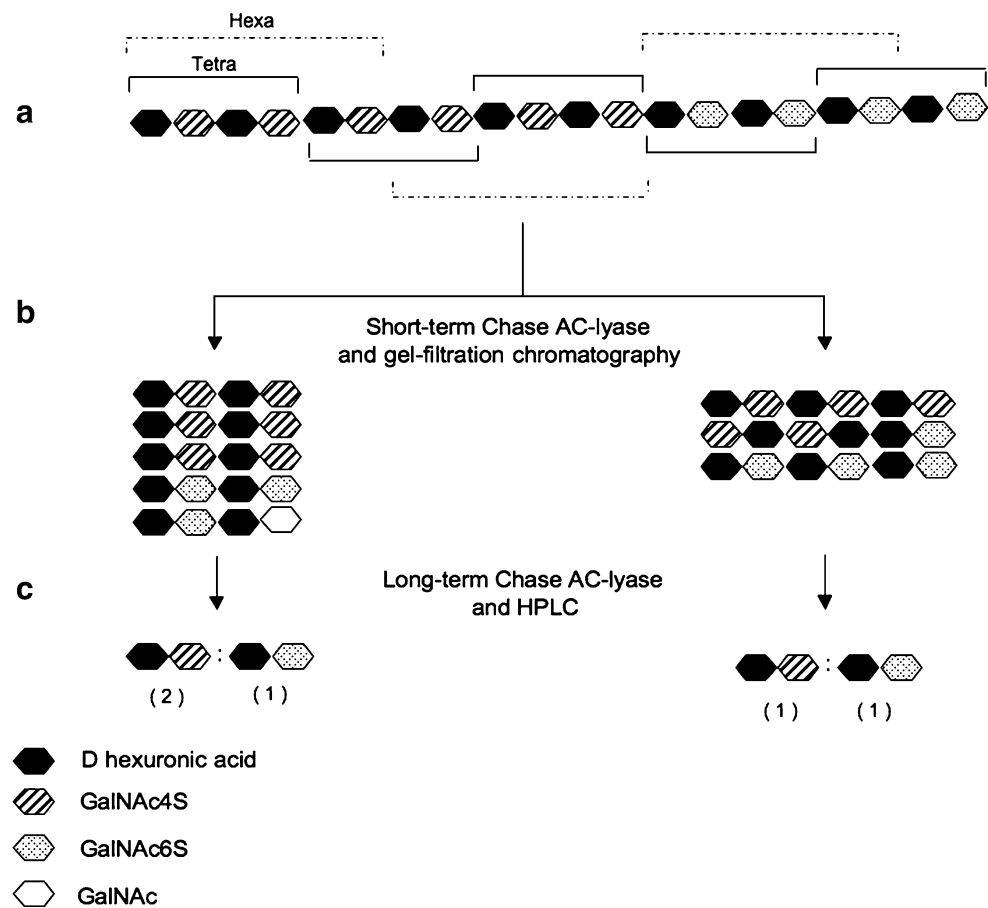 Hexa
Tetra
a
b
Short-term Chase AC-lyase
and gel-filtration chromatography
c
Long-term Chase AC-lyase
and HPLC
:
:
( 2 ) ( 1 )
( 1 ) ( 1 )
D hexuronic acid
GalNAc4S
GalNAc6S
GalNAc